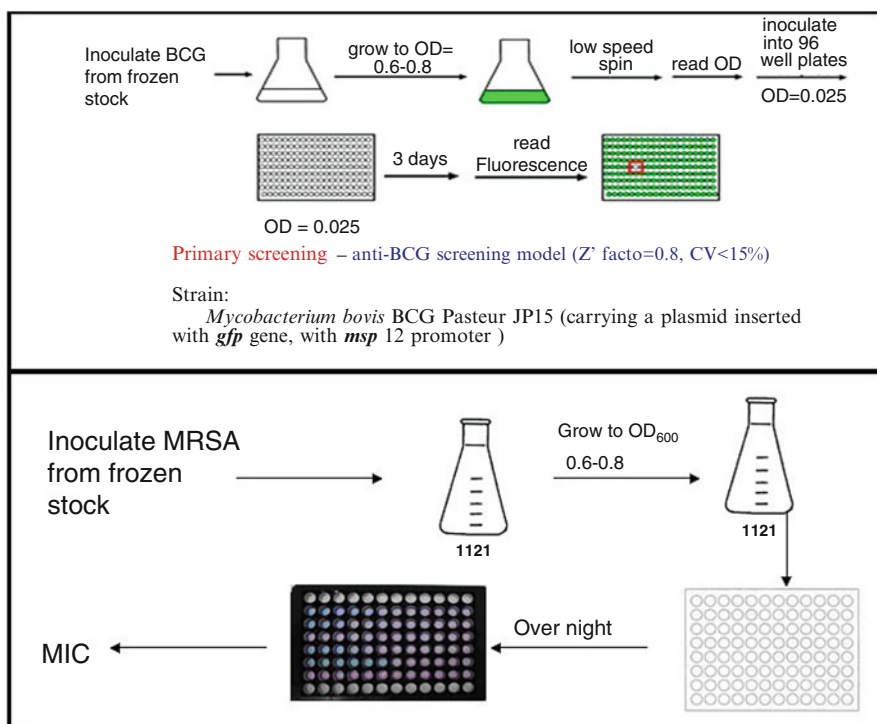 Inoculate BCG
from frozen
stock
grow to OD=
0.6-0.8
low speed
spin
read OD
inoculate
into 96
well plates
OD=0.025
3 days
read
Fluorescence
OD = 0.025
Primary screening – anti-BCG screening model (Z' facto=0.8, CV<15%)
Strain:
Mycobacterium bovis BCG Pasteur JP15 (carrying a plasmid inserted
with gfp gene, with msp 12 promoter )
Inoculate MRSA
from frozen
stock
1121
Grow to OD600
0.6-0.8
1121
Over night
MIC